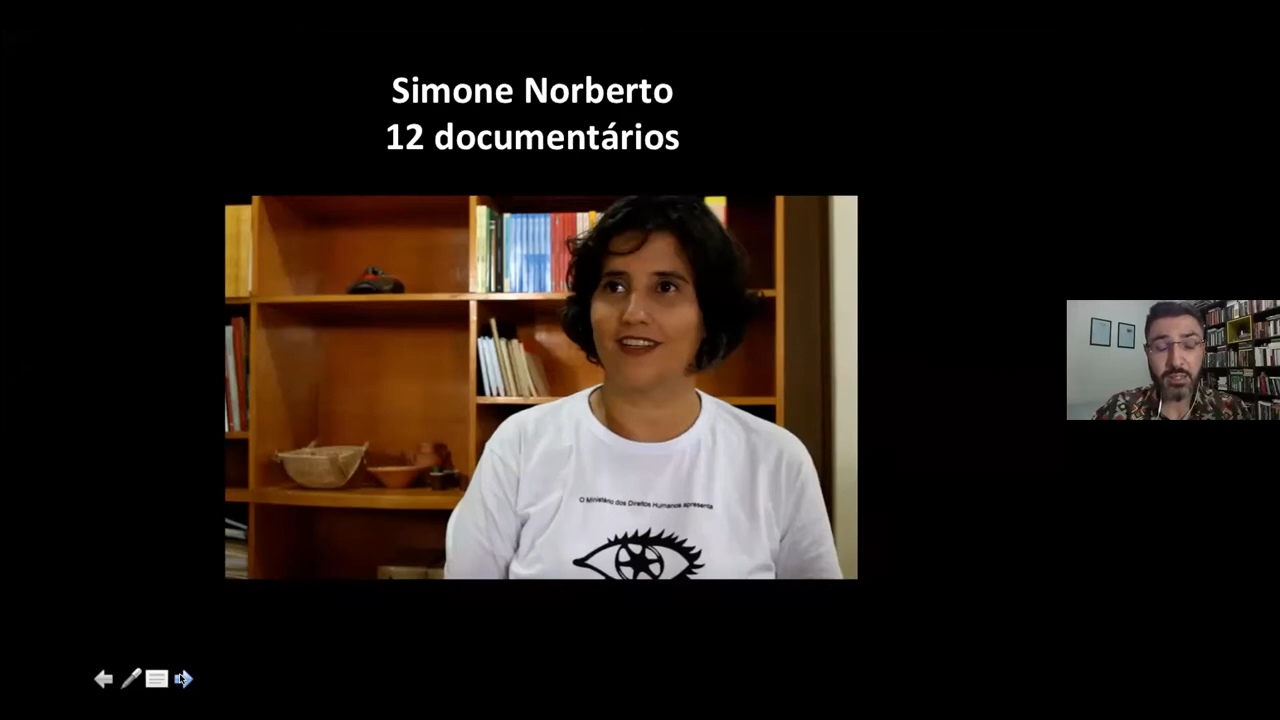 Simone Norberto
12 documentários
O Ministério dos Direitos Humanos apresenta